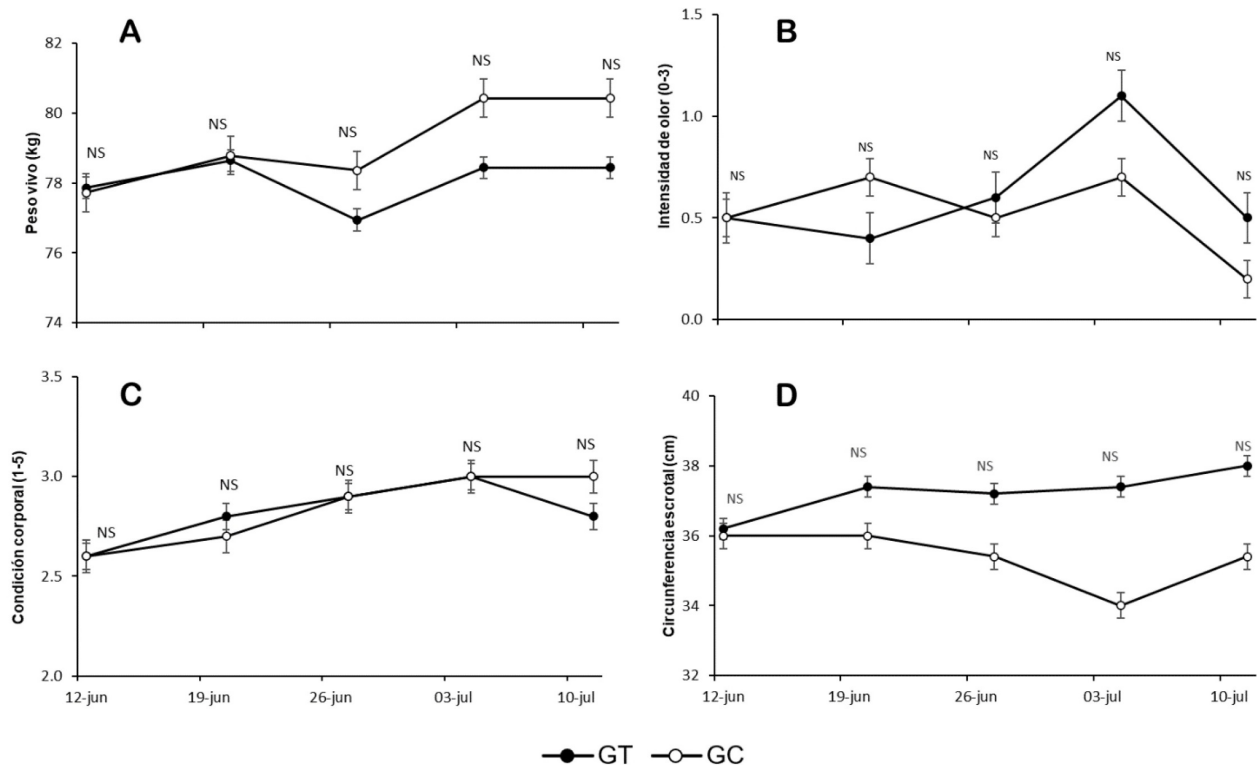 A
Peso vivo (kg)
82
80
78
76
74
NS
NS
NS
NS
NS
B
Intensidad de olor (0-3)
1.5
1.0
0.5
0.0
NS
NS
NS
NS
NS
C
Condición corporal (1-5)
3.5
3.0
2.5
2.0
NS
NS
NS
NS
NS
12-jun
19-jun
26-jun
03-jul
10-jul
D
Circunferencia escrotal (cm)
40
38
36
34
32
NS
NS
NS
NS
NS
12-jun
19-jun
26-jun
03-jul
10-jul
GT
GC